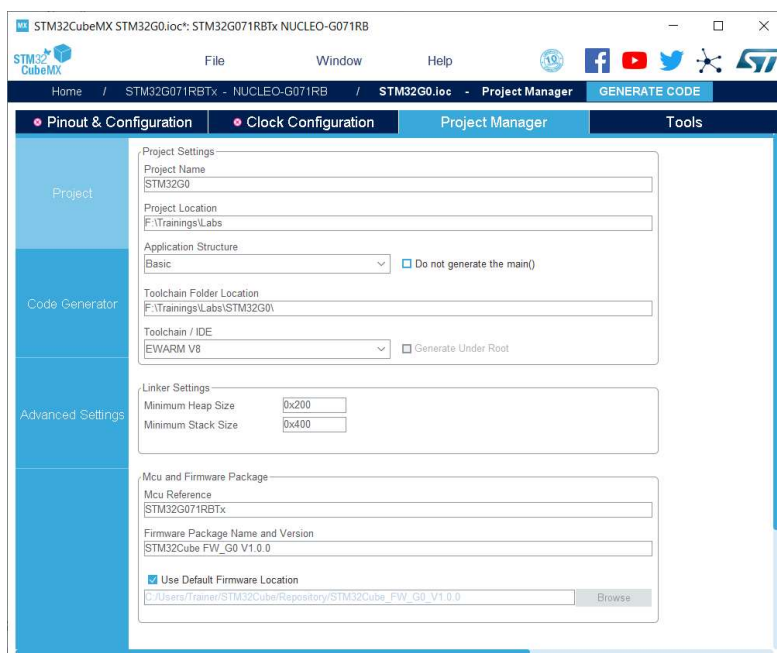 MX STM32CubeMX STM32G0.ioc*: STM32G071RBTx NUCLEO-G071RB
STM32 CubeMX File Window Help 10 ST
Home / STM32G071RBTx - NUCLEO-G071RB / STM32G0.ioc - Project Manager GENERATE CODE
Pinout & Configuration Clock Configuration Project Manager Tools
Project
Code Generator
Advanced Settings
Project Settings
Project Name
STM32G0
Project Location
F:\Trainings\Labs
Application Structure
Basic Do not generate the main()
Toolchain Folder Location
F:\Trainings\Labs\STM32G0\
Toolchain / IDE
EWARM V8 Generate Under Root
Linker Settings
Minimum Heap Size 0x200
Minimum Stack Size 0x400
Mcu and Firmware Package
Mcu Reference
STM32G071RBTx
Firmware Package Name and Version
STM32Cube FW_G0 V1.0.0
Use Default Firmware Location
C:/Users/Trainer/STM32Cube/Repository/STM32Cube_FW_G0_V1.0.0 Browse